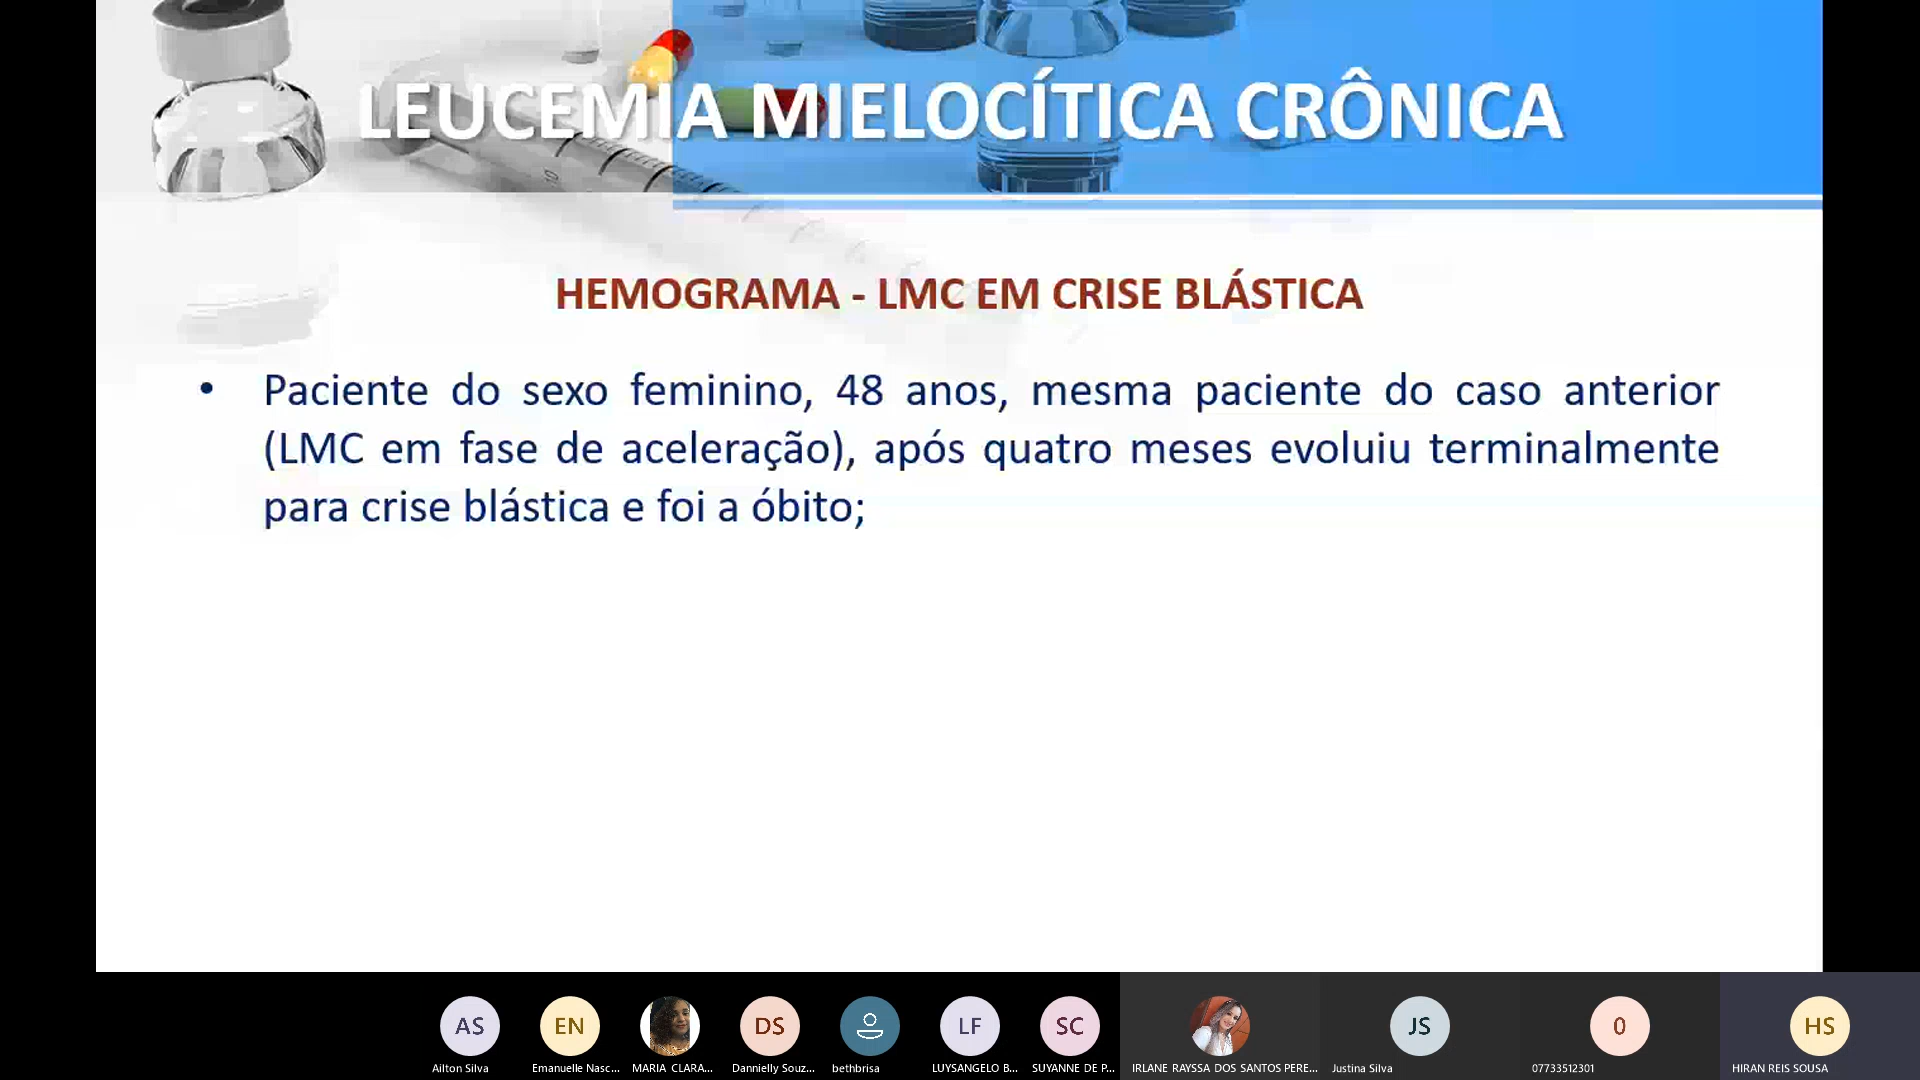 LEUCEMIA MIELOCÍTICA CRÔNICA
HEMOGRAMA - LMC EM CRISE BLÁSTICA
• Paciente do sexo feminino, 48 anos, mesma paciente do caso anterior
(LMC em fase de aceleração), após quatro meses evoluiu terminalmente
para crise blástica e foi a óbito;
AS EN DS LF SC JS 0 HS
Ailton Silva Emanuelle Nasc... MARIA CLARA... Dannielly Souz... bethbrisa LUYSANGELO B... SUYANNE DE P... IRLANE RAYSSA DOS SANTOS PERE... Justina Silva 07733512301 HIRAN REIS SOUSA